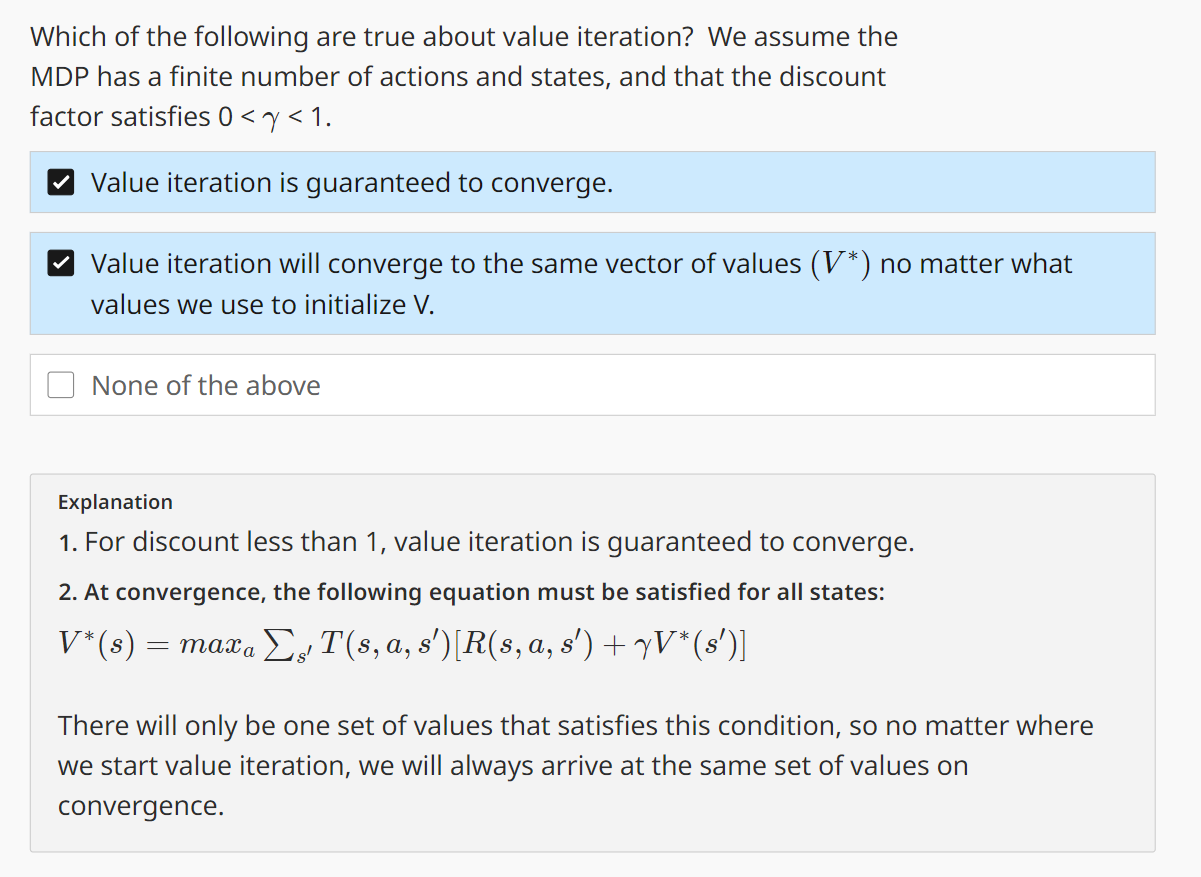 Which of the following are true about value iteration? We assume the
MDP has a finite number of actions and states, and that the discount
factor satisfies 0 < γ < 1.
Value iteration is guaranteed to converge.
Value iteration will converge to the same vector of values (V*) no matter what
values we use to initialize V.
None of the above
Explanation
1. For discount less than 1, value iteration is guaranteed to converge.
2. At convergence, the following equation must be satisfied for all states:
V*(s) = maxₐ ∑ₛ′ T(s, a, s′)[R(s, a, s′) + γV*(s′)]
There will only be one set of values that satisfies this condition, so no matter where
we start value iteration, we will always arrive at the same set of values on
convergence.